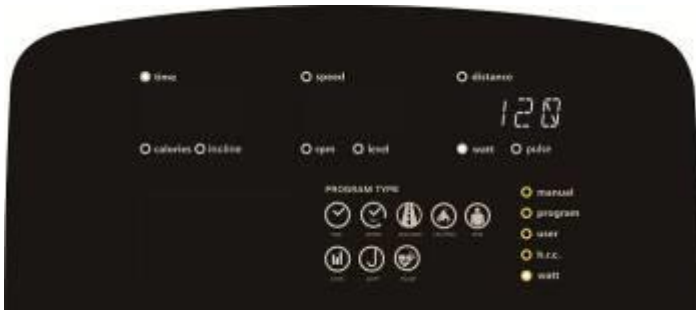 time speed distance
120
calories incline rpm level watt pulse
PROGRAM TYPE
manual
program
user
h.r.c.
watt